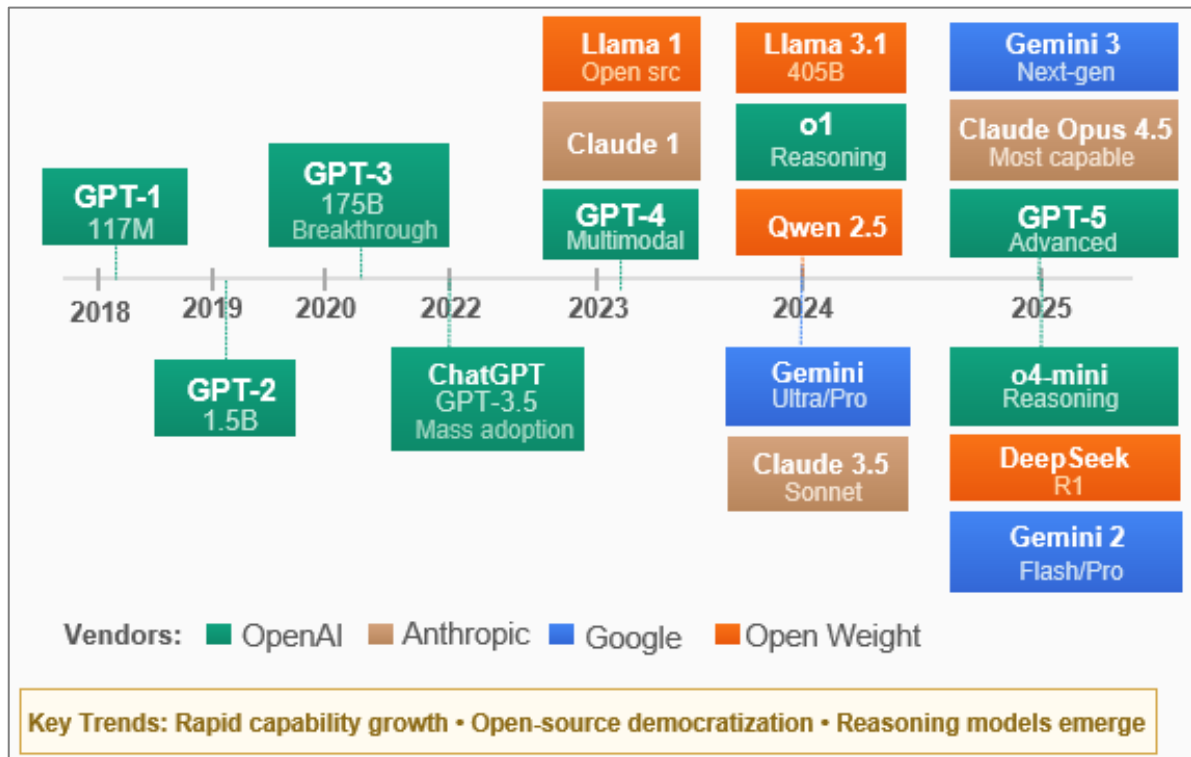 Llama 1
Open src
Llama 3.1
405B
Gemini 3
Next-gen
Claude 1
o1
Reasoning
Claude Opus 4.5
Most capable
GPT-1
117M
GPT-3
175B
Breakthrough
GPT-4
Multimodal
Qwen 2.5
GPT-5
Advanced
2018
2019
2020
2022
2023
2024
2025
GPT-2
1.5B
ChatGPT
GPT-3.5
Mass adoption
Gemini
Ultra/Pro
o4-mini
Reasoning
Claude 3.5
Sonnet
DeepSeek
R1
Gemini 2
Flash/Pro
Vendors: OpenAI Anthropic Google Open Weight
Key Trends: Rapid capability growth • Open-source democratization • Reasoning models emerge